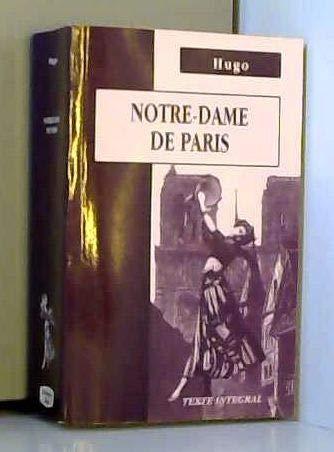 Hugo
NOTRE-DAME
DE PARIS
TEXTE INTEGRAL